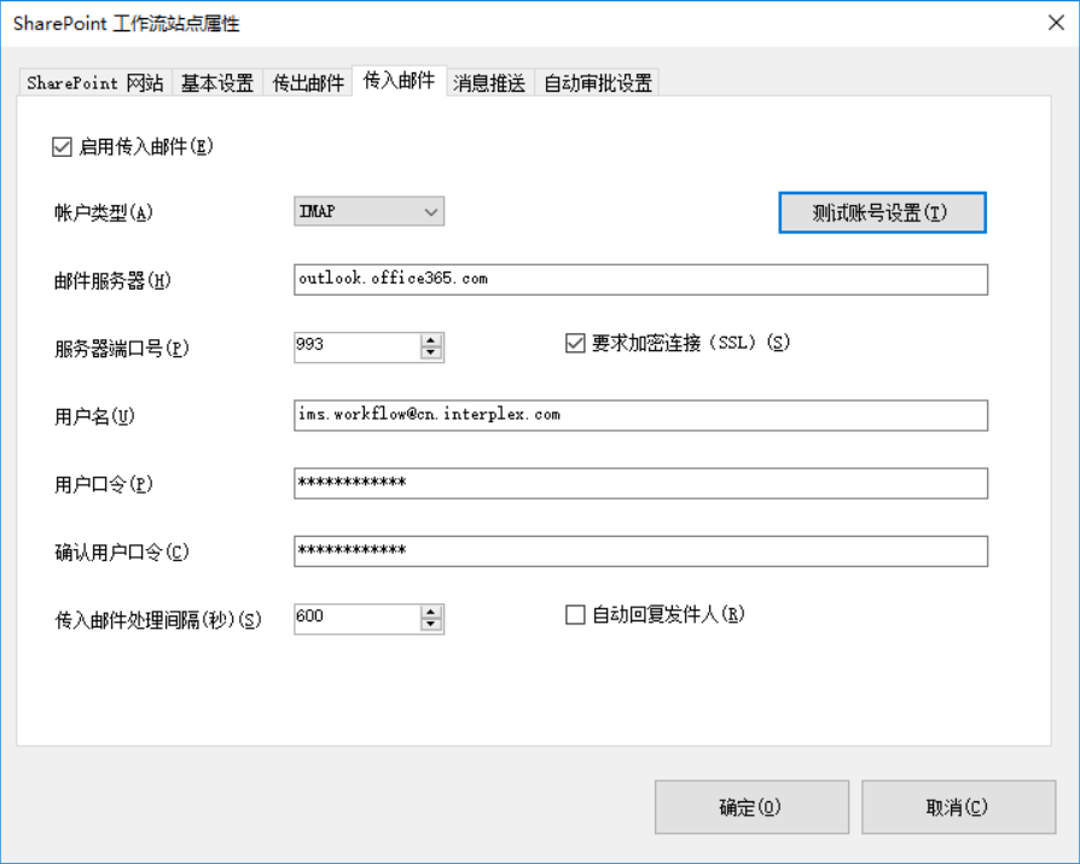 SharePoint 工作流站点属性
SharePoint 网站 基本设置 传出邮件 传入邮件 消息推送 自动审批设置
启用传入邮件(E)
帐户类型(A) IMAP 测试账号设置(T)
邮件服务器(H) outlook.office365.com
服务器端口号(P) 993 要求加密连接（SSL）(S)
用户名(U) ims.workflow@cn.interplex.com
用户口令(P) ************
确认用户口令(C) ************
传入邮件处理间隔(秒)(S) 600 自动回复发件人(R)
确定(O) 取消(C)